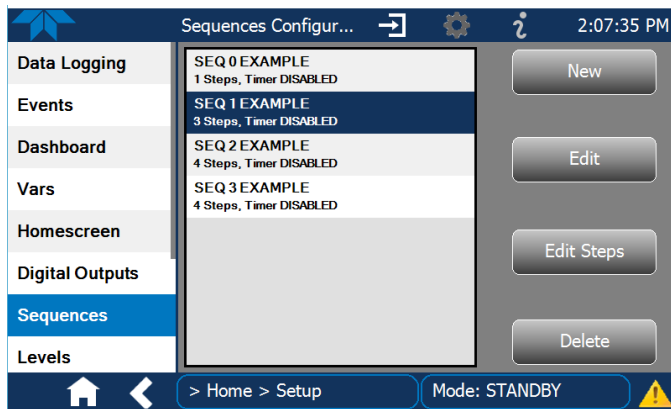 Sequences Configur... 2:07:35 PM
Data Logging
Events
Dashboard
Vars
Homescreen
Digital Outputs
Sequences
Levels
SEQ 0 EXAMPLE
1 Steps, Timer DISABLED
SEQ 1 EXAMPLE
3 Steps, Timer DISABLED
SEQ 2 EXAMPLE
4 Steps, Timer DISABLED
SEQ 3 EXAMPLE
4 Steps, Timer DISABLED
New
Edit
Edit Steps
Delete
> Home > Setup
Mode: STANDBY